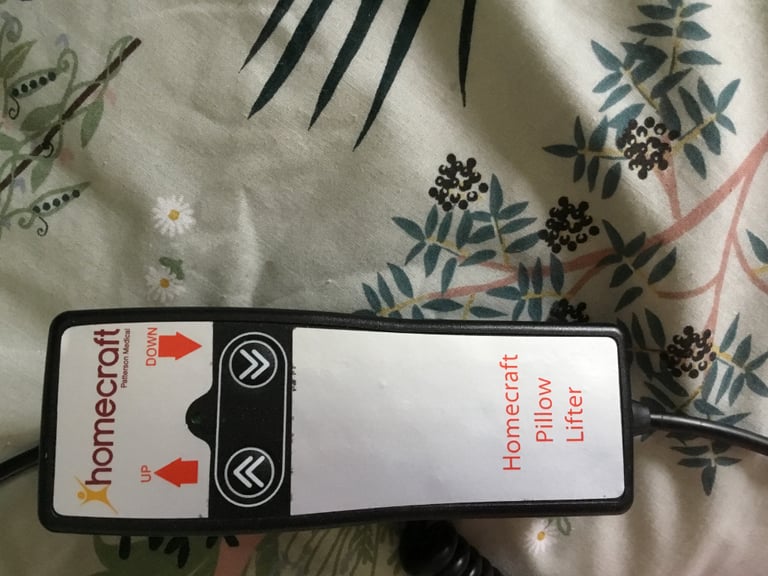 homecraft
Patterson Medical
UP
DOWN
Homecraft
Pillow
Lifter